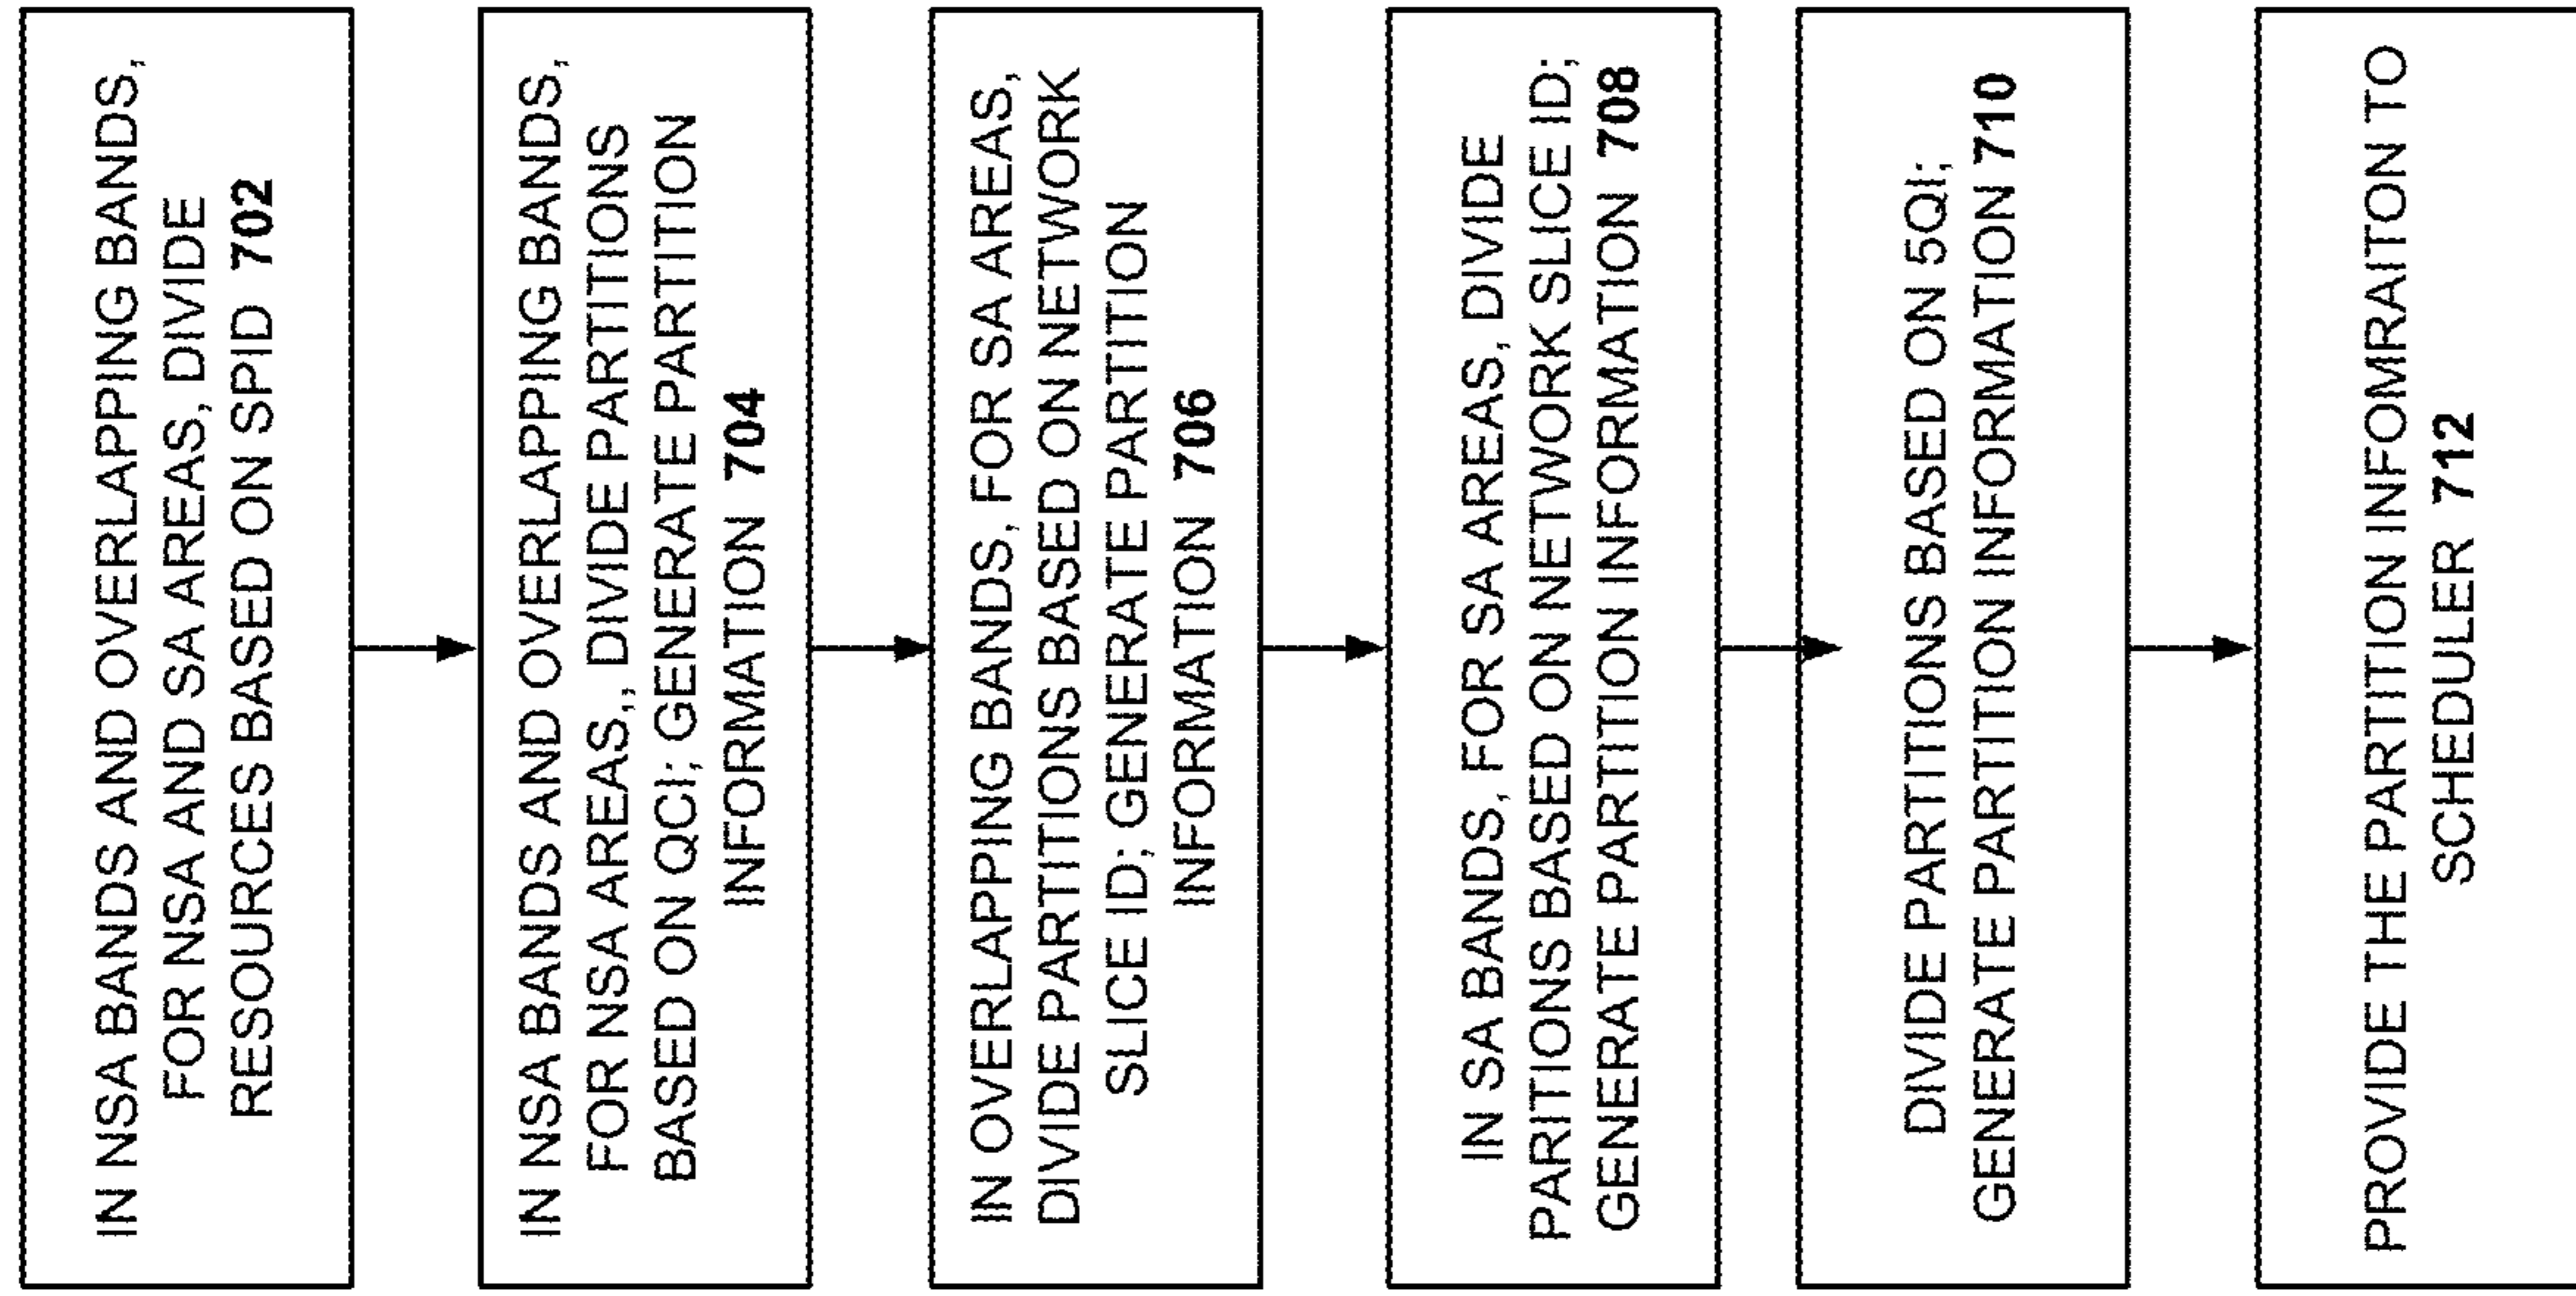 IN NSA BANDS AND OVERLAPPING BANDS,
FOR NSA AND SA AREAS, DIVIDE
RESOURCES BASED ON SPID 702
IN NSA BANDS AND OVERLAPPING BANDS,
FOR NSA AREAS,, DIVIDE PARTITIONS
BASED ON QCI; GENERATE PARTITION
INFORMATION 704
IN OVERLAPPING BANDS, FOR SA AREAS,
DIVIDE PARTITIONS BASED ON NETWORK
SLICE ID; GENERATE PARTITION
INFORMATION 706
IN SA BANDS, FOR SA AREAS, DIVIDE
PARITIONS BASED ON NETWORK SLICE ID;
GENERATE PARTITION INFORMATION 708
DIVIDE PARTITIONS BASED ON 5QI;
GENERATE PARTITION INFORMATION 710
PROVIDE THE PARTITION INFOMRAITON TO
SCHEDULER 712